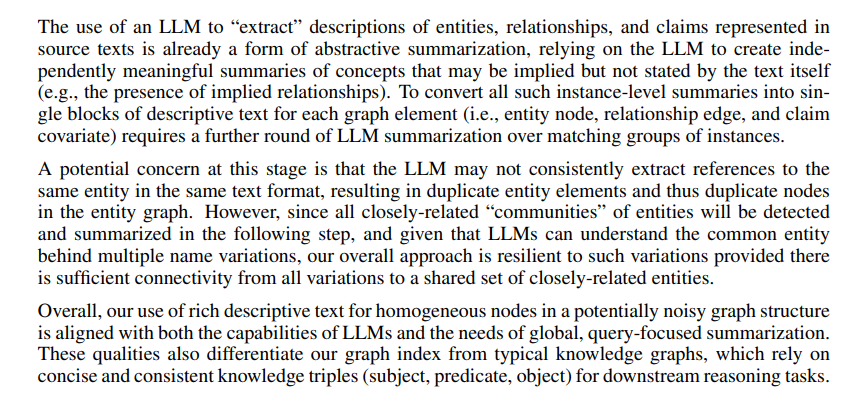 The use of an LLM to “extract” descriptions of entities, relationships, and claims represented in
source texts is already a form of abstractive summarization, relying on the LLM to create inde-
pendently meaningful summaries of concepts that may be implied but not stated by the text itself
(e.g., the presence of implied relationships). To convert all such instance-level summaries into sin-
gle blocks of descriptive text for each graph element (i.e., entity node, relationship edge, and claim
covariate) requires a further round of LLM summarization over matching groups of instances.
A potential concern at this stage is that the LLM may not consistently extract references to the
same entity in the same text format, resulting in duplicate entity elements and thus duplicate nodes
in the entity graph. However, since all closely-related “communities” of entities will be detected
and summarized in the following step, and given that LLMs can understand the common entity
behind multiple name variations, our overall approach is resilient to such variations provided there
is sufficient connectivity from all variations to a shared set of closely-related entities.
Overall, our use of rich descriptive text for homogeneous nodes in a potentially noisy graph structure
is aligned with both the capabilities of LLMs and the needs of global, query-focused summarization.
These qualities also differentiate our graph index from typical knowledge graphs, which rely on
concise and consistent knowledge triples (subject, predicate, object) for downstream reasoning tasks.